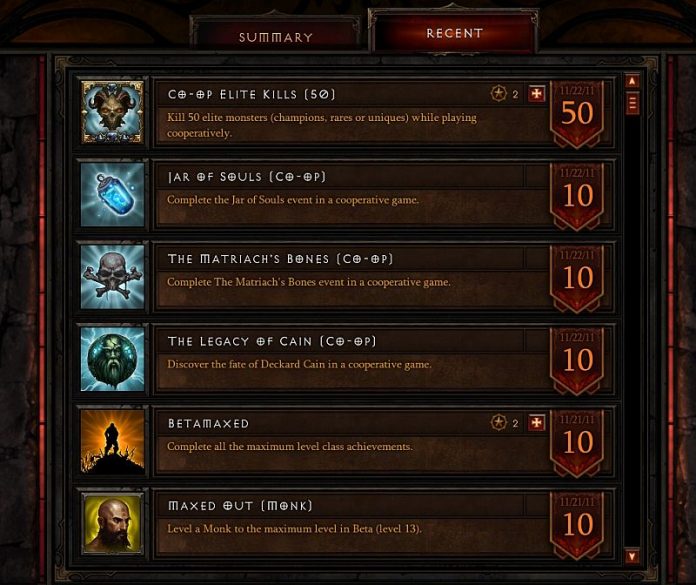 SUMMARY
RECENT
CO-OP ELITE KILLS (50)
2
11/22/11
50
Kill 50 elite monsters (champions, rares or uniques) while playing
cooperatively.
JAR OF SOULS (CO-OP)
11/22/11
10
Complete the Jar of Souls event in a cooperative game.
THE MATRIACH'S BONES (CO-OP)
11/22/11
10
Complete The Matriach's Bones event in a cooperative game.
THE LEGACY OF CAIN (CO-OP)
11/22/11
10
Discover the fate of Deckard Cain in a cooperative game.
BETAMAXED
2
11/21/11
10
Complete all the maximum level class achievements.
MAXED OUT (MONK)
11/21/11
10
Level a Monk to the maximum level in Beta (level 13).